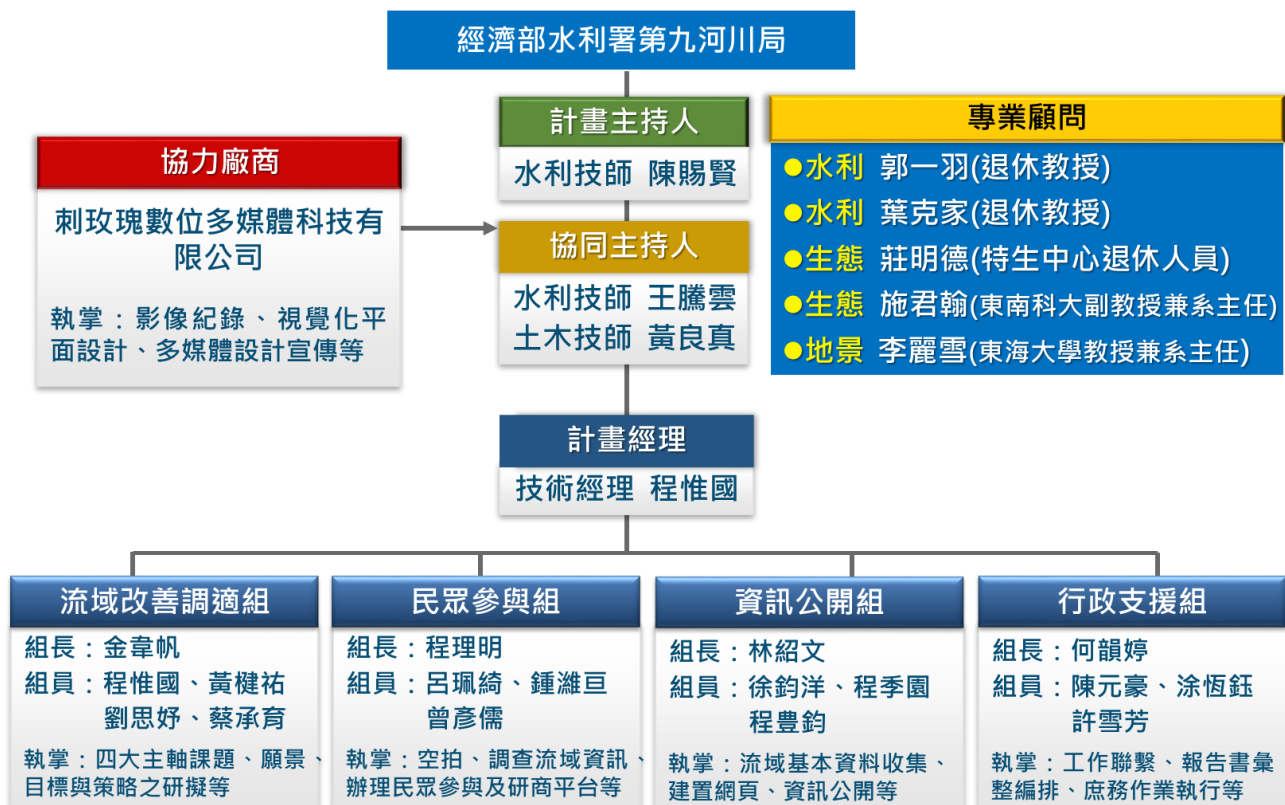 經濟部水利署第九河川局
計畫主持人
水利技師 陳賜賢
協力廠商
刺玫瑰數位多媒體科技有
限公司
執掌：影像紀錄、視覺化平
面設計、多媒體設計宣傳等
協同主持人
水利技師 王騰雲
土木技師 黃良真
專業顧問
●水利 郭一羽(退休教授)
●水利 葉克家(退休教授)
●生態 莊明德(特生中心退休人員)
●生態 施君翰(東南科大副教授兼系主任)
●地景 李麗雪(東海大學教授兼系主任)
計畫經理
技術經理 程惟國
流域改善調適組
組長：金韋帆
組員：程惟國、黃楗祐
劉思妤、蔡承育
執掌：四大主軸課題、願景、
目標與策略之研擬等
民眾參與組
組長：程理明
組員：呂珮綺、鍾濰亘
曾彥儒
執掌：空拍、調查流域資訊、
辦理民眾參與及研商平台等
資訊公開組
組長：林紹文
組員：徐鈞洋、程季園
程豊鈞
執掌：流域基本資料收集、
建置網頁、資訊公開等
行政支援組
組長：何韻婷
組員：陳元豪、涂恆鈺
許雪芳
執掌：工作聯繫、報告書彙
整編排、庶務作業執行等